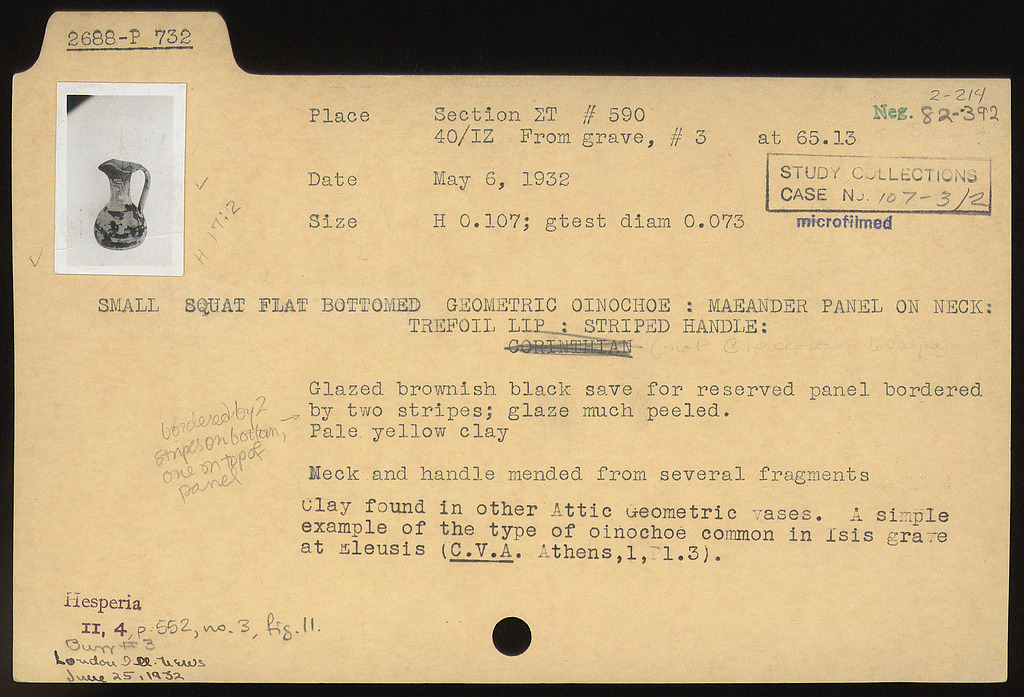 2688-P 732
2-214
Neg. 82-392
Place Section ΣΤ # 590
40/ΙΖ From grave, # 3 at 65.13
STUDY COLLECTIONS
CASE No. 107-3/2
microfilmed
Date May 6, 1932
Size H 0.107; gtest diam 0.073
H 17:2
SMALL SQUAT FLAT BOTTOMED GEOMETRIC OINOCHOE : MAEANDER PANEL ON NECK:
TREFOIL LIP : STRIPED HANDLE:
CORINTHIAN (not
Glazed brownish black save for reserved panel bordered
by two stripes; glaze much peeled.
Pale yellow clay
bordered by 2
stripes on bottom,
one on top of
panel
Neck and handle mended from several fragments
Clay found in other Attic Geometric vases. A simple
example of the type of oinochoe common in Isis grave
at Eleusis (C.V.A. Athens,1,Pl.3).
Hesperia
II, 4, p. 552, no. 3, fig. 11.
Burr # 3
London Ill. News
June 25, 1932